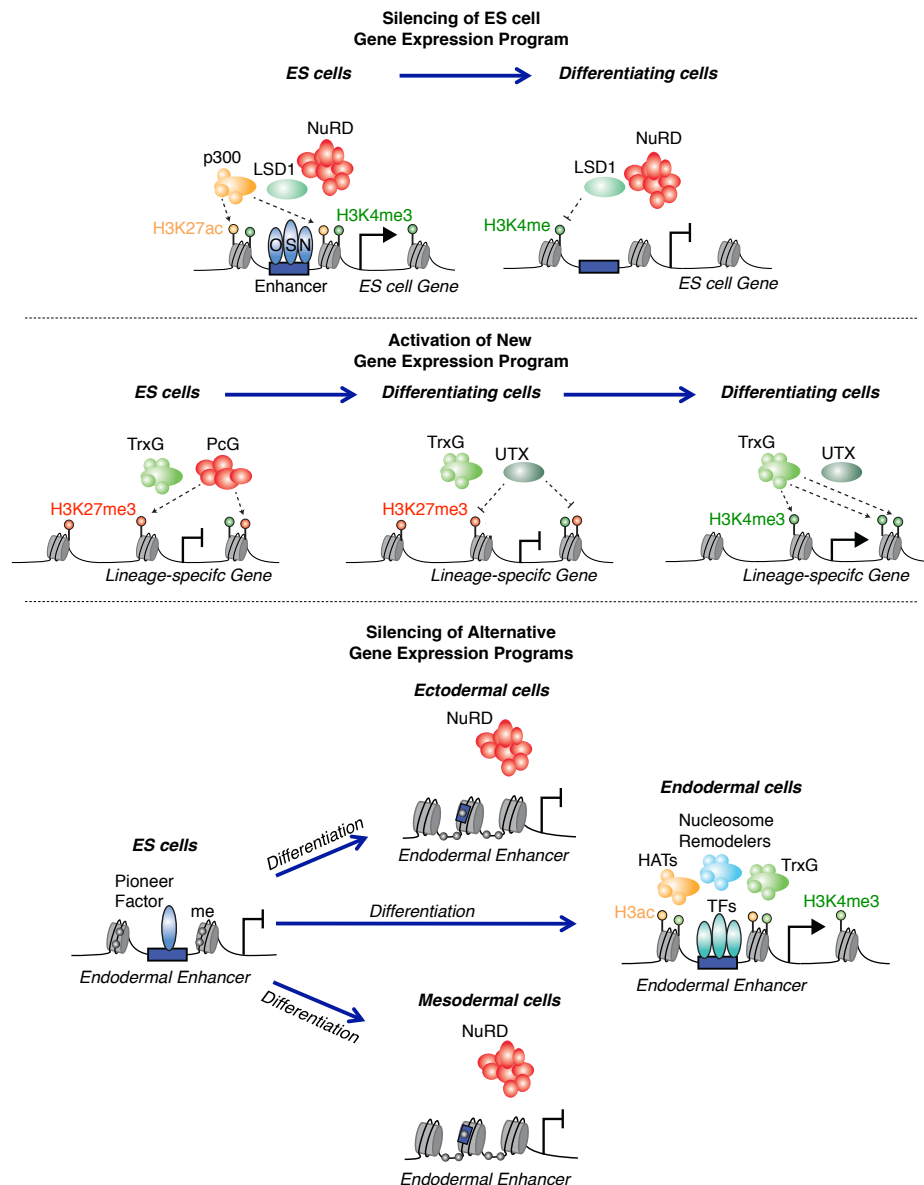 Silencing of ES cell
Gene Expression Program
ES cells
Differentiating cells
NuRD
p300
LSD1
H3K27ac
H3K4me3
O S N
Enhancer
ES cell Gene
NuRD
LSD1
H3K4me
ES cell Gene
Activation of New
Gene Expression Program
ES cells
Differentiating cells
Differentiating cells
TrxG
PcG
H3K27me3
Lineage-specifc Gene
TrxG
UTX
H3K27me3
Lineage-specifc Gene
TrxG
UTX
H3K4me3
Lineage-specifc Gene
Silencing of Alternative
Gene Expression Programs
Ectodermal cells
NuRD
Endodermal Enhancer
ES cells
Pioneer
Factor
me
Endodermal Enhancer
Differentiation
Differentiation
Differentiation
Endodermal cells
Nucleosome
Remodelers
HATs
TrxG
H3ac
TFs
H3K4me3
Endodermal Enhancer
Mesodermal cells
NuRD
Endodermal Enhancer